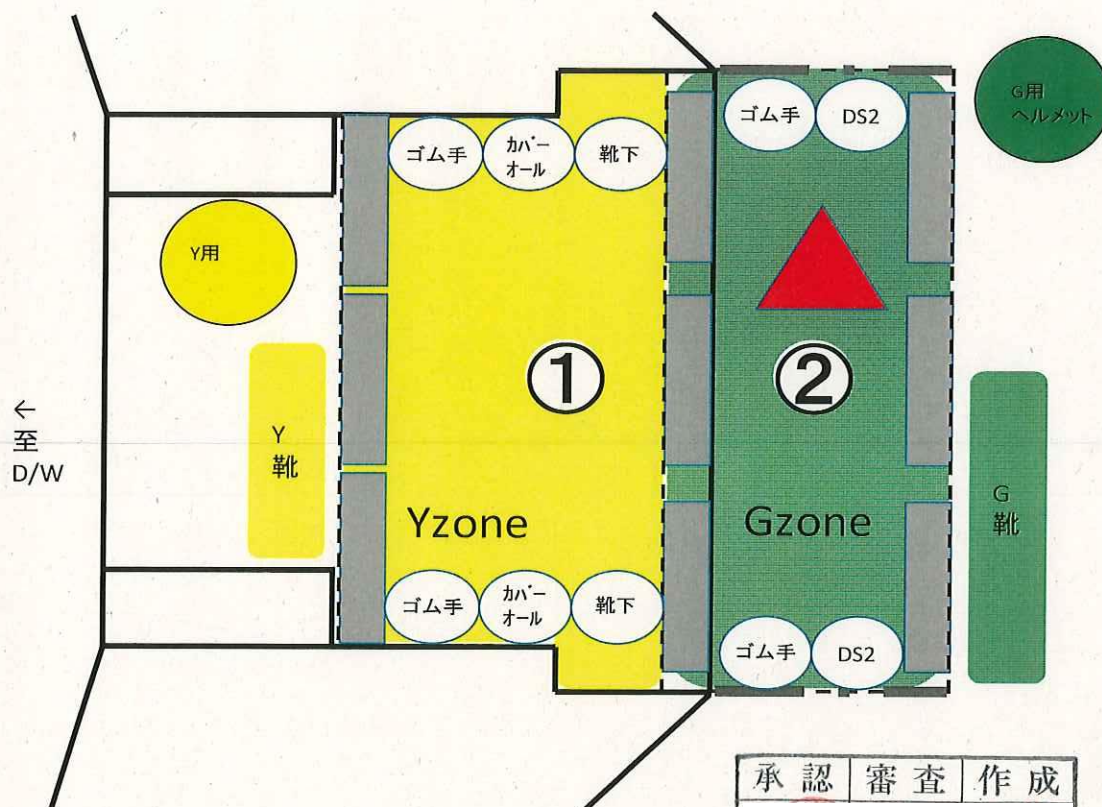 G用
ヘルメット
ゴム手
カバー
オール
靴下
ゴム手
DS2
Y用
①
②
←
至
D/W
Y
靴
G
靴
Yzone
Gzone
ゴム手
カバー
オール
靴下
ゴム手
DS2
承認 審査 作成